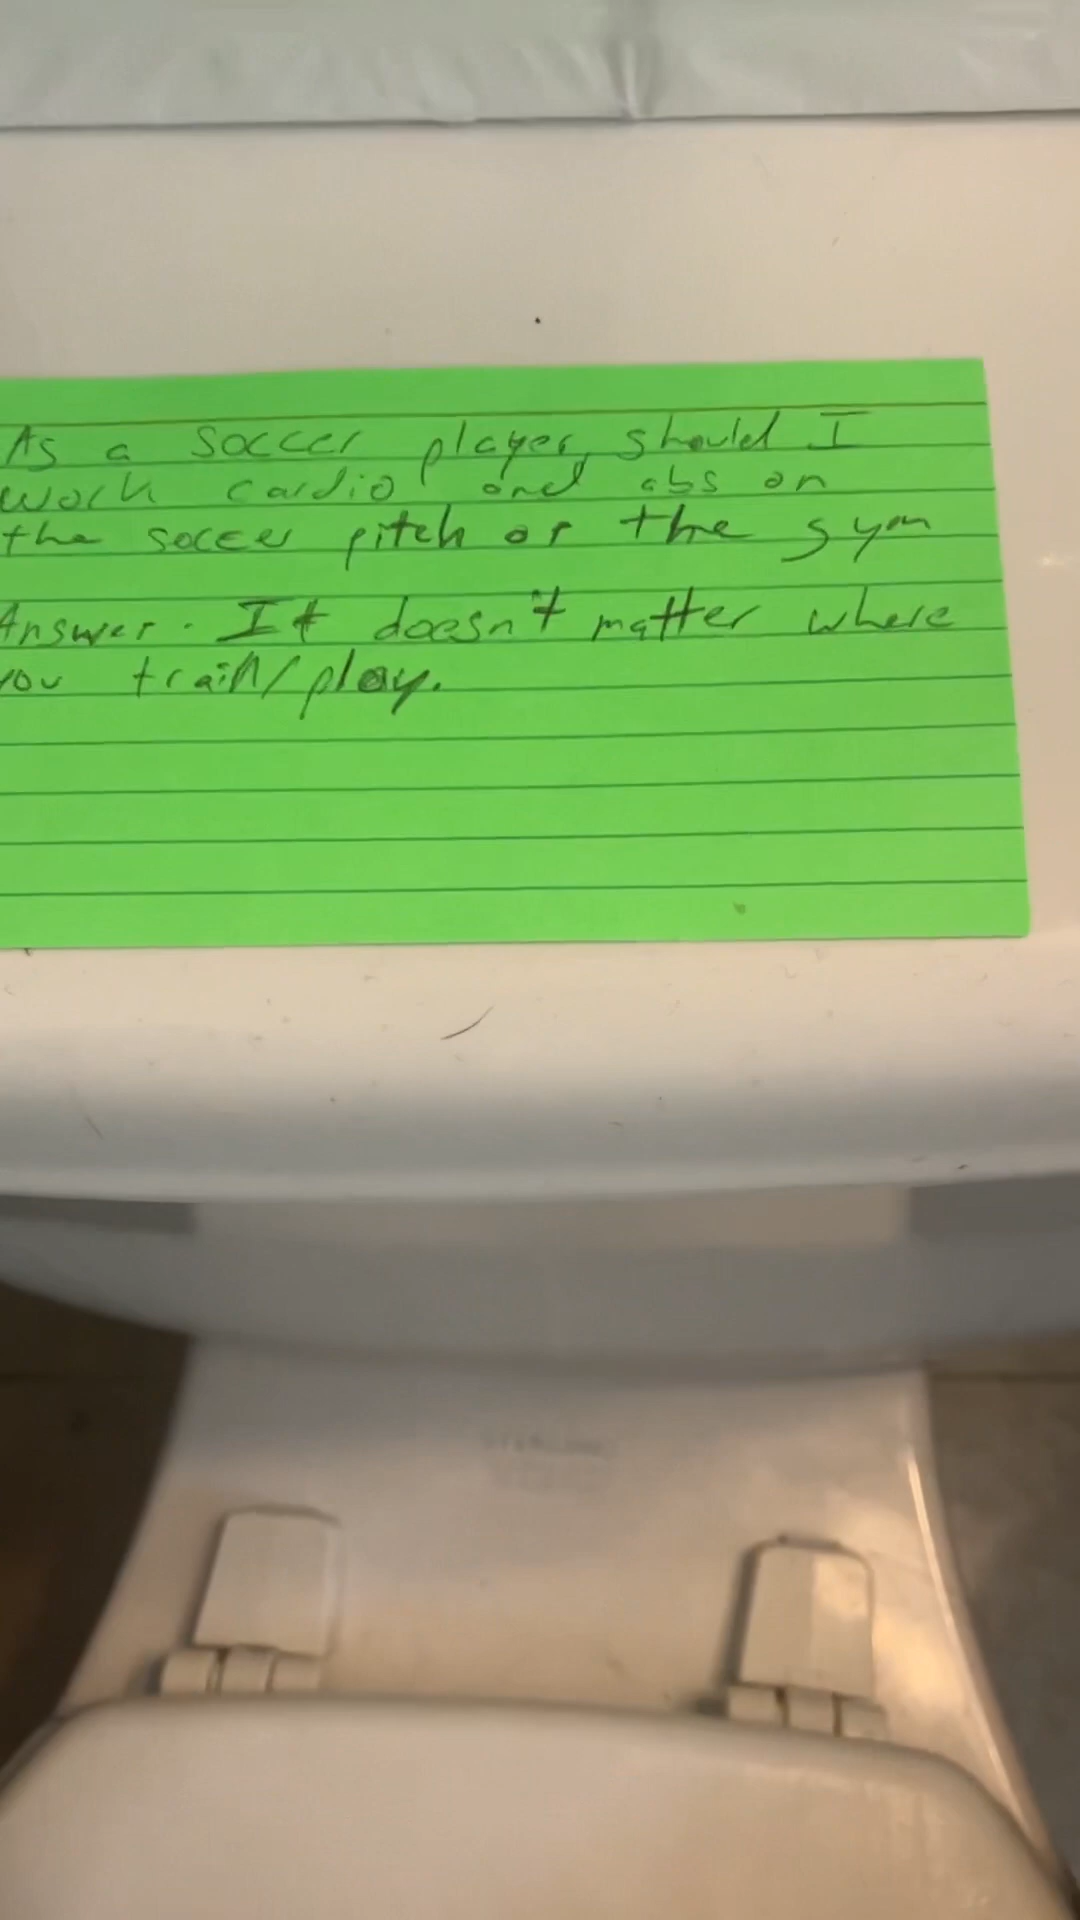 As a soccer player, should I
work cardio and abs on
the soccer pitch or the gym
Answer. It doesn't matter where
you train/play.